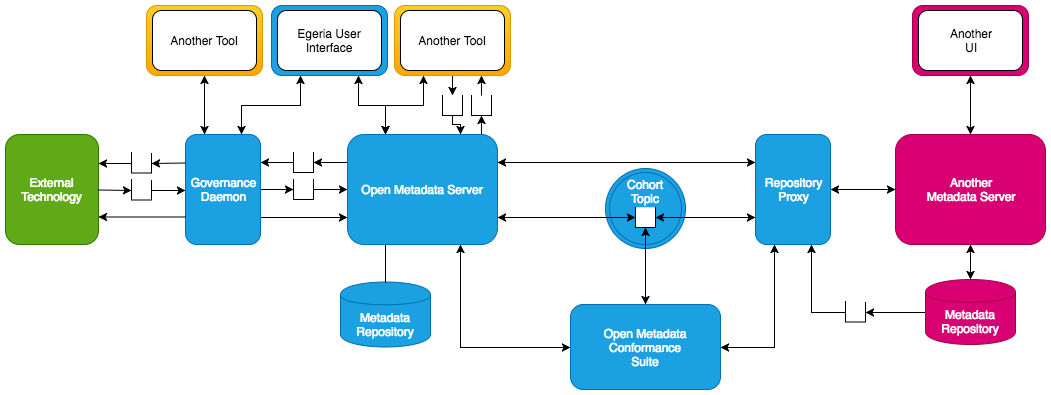 Another Tool
Egeria User
Interface
Another Tool
Another
UI
External
Technology
Governance
Daemon
Open Metadata Server
Cohort
Topic
Repository
Proxy
Another
Metadata Server
Metadata
Repository
Open Metadata
Conformance
Suite
Metadata
Repository